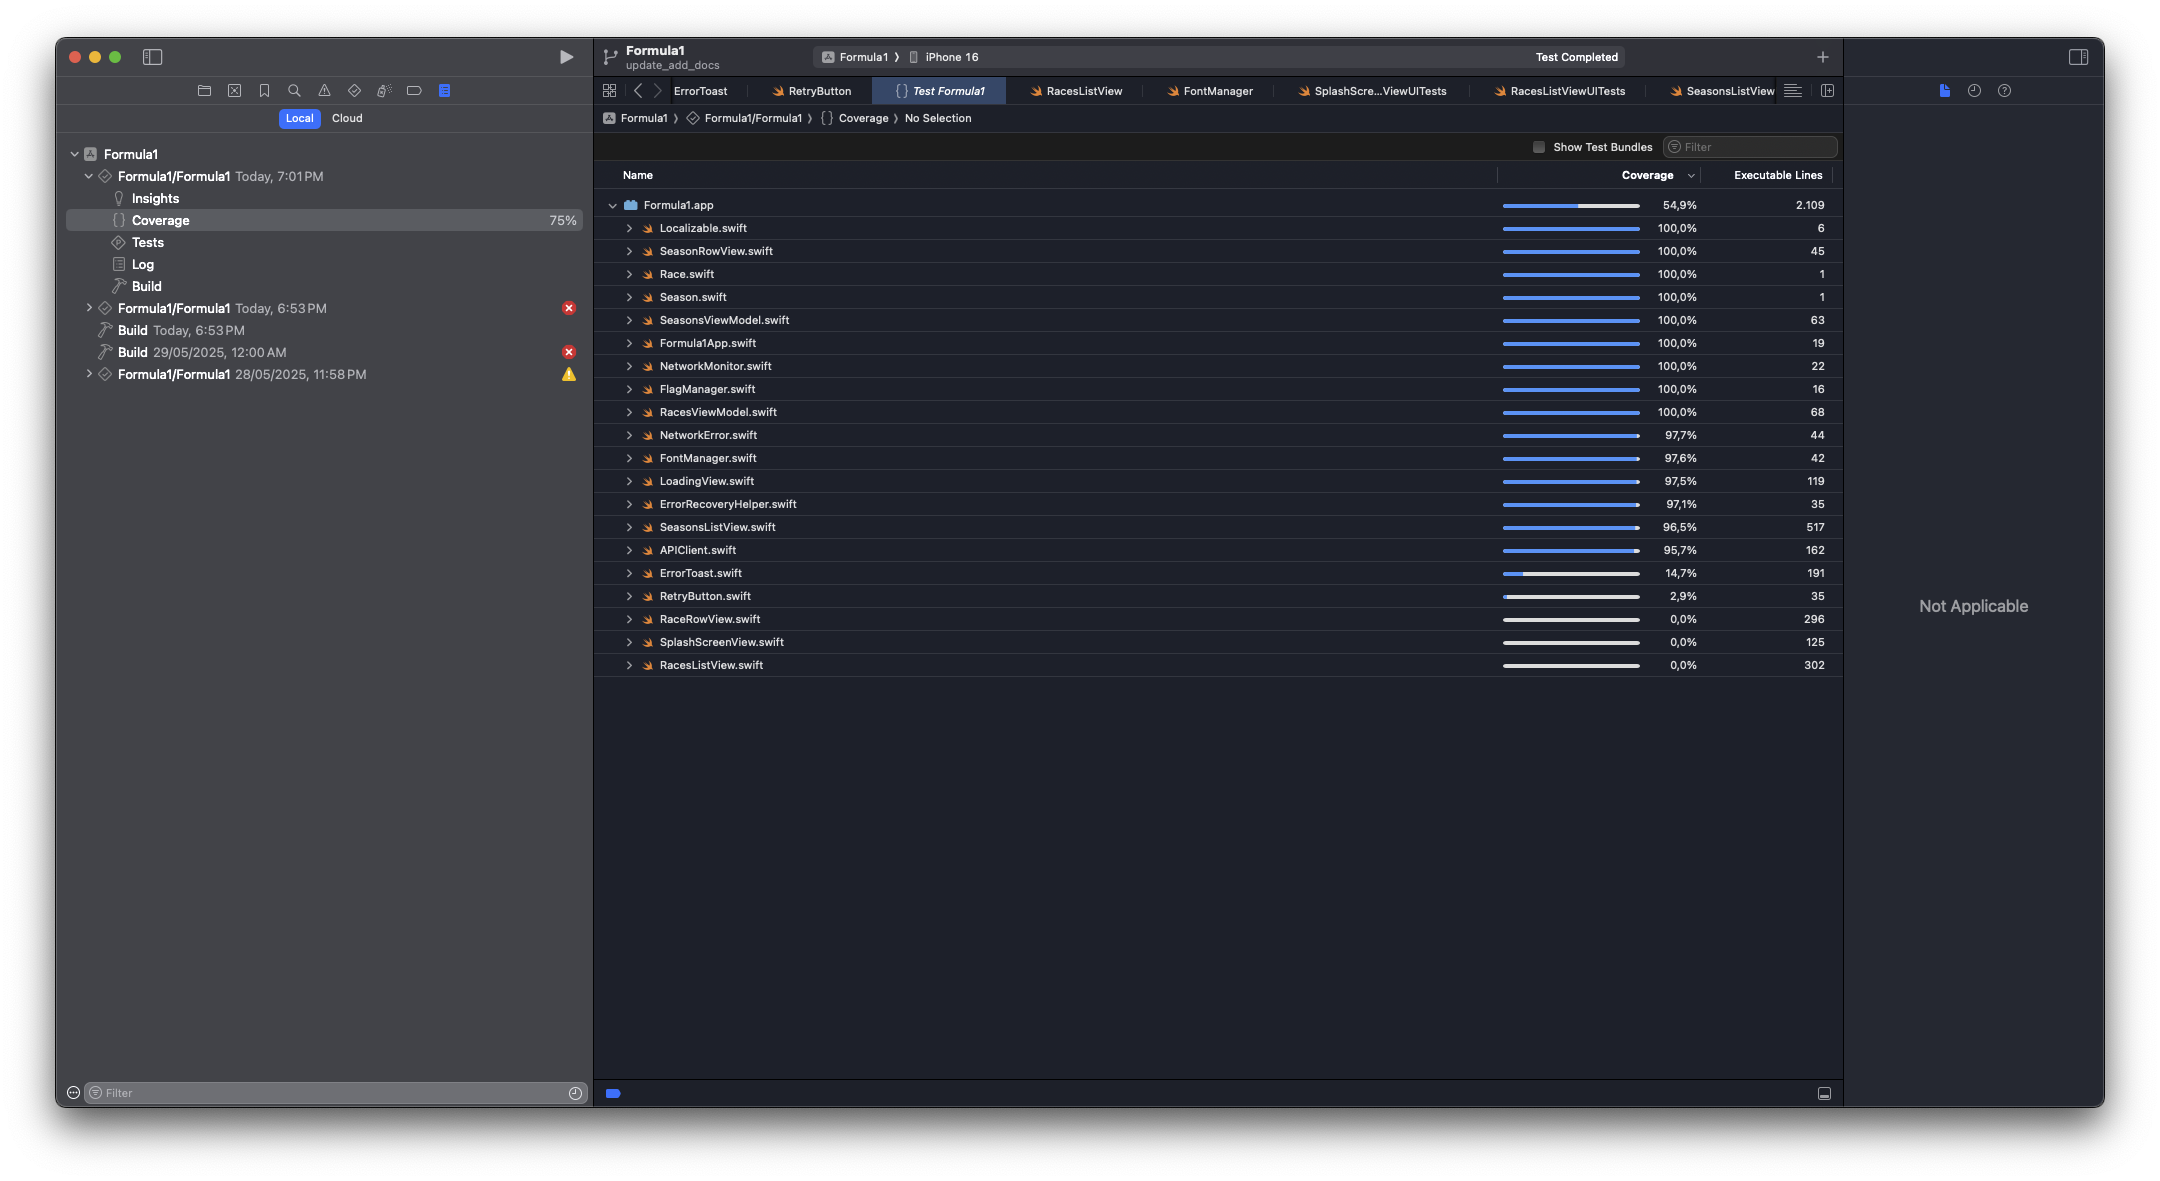 Formula1
update_add_docs
Formula1 › iPhone 16
Test Completed
ErrorToast
RetryButton
{} Test Formula1
RacesListView
FontManager
SplashScre...ViewUITests
RacesListViewUITests
SeasonsListView
Local
Cloud
Formula1 › Formula1/Formula1 › {} Coverage › No Selection
Show Test Bundles
Filter
Formula1
Formula1/Formula1 Today, 7:01 PM
Insights
{} Coverage 75%
Tests
Log
Build
Formula1/Formula1 Today, 6:53 PM
Build Today, 6:53 PM
Build 29/05/2025, 12:00 AM
Formula1/Formula1 28/05/2025, 11:58 PM
Filter
Name Coverage Executable Lines
Formula1.app 54,9% 2.109
Localizable.swift 100,0% 6
SeasonRowView.swift 100,0% 45
Race.swift 100,0% 1
Season.swift 100,0% 1
SeasonsViewModel.swift 100,0% 63
Formula1App.swift 100,0% 19
NetworkMonitor.swift 100,0% 22
FlagManager.swift 100,0% 16
RacesViewModel.swift 100,0% 68
NetworkError.swift 97,7% 44
FontManager.swift 97,6% 42
LoadingView.swift 97,5% 119
ErrorRecoveryHelper.swift 97,1% 35
SeasonsListView.swift 96,5% 517
APIClient.swift 95,7% 162
ErrorToast.swift 14,7% 191
RetryButton.swift 2,9% 35
RaceRowView.swift 0,0% 296
SplashScreenView.swift 0,0% 125
RacesListView.swift 0,0% 302
Not Applicable